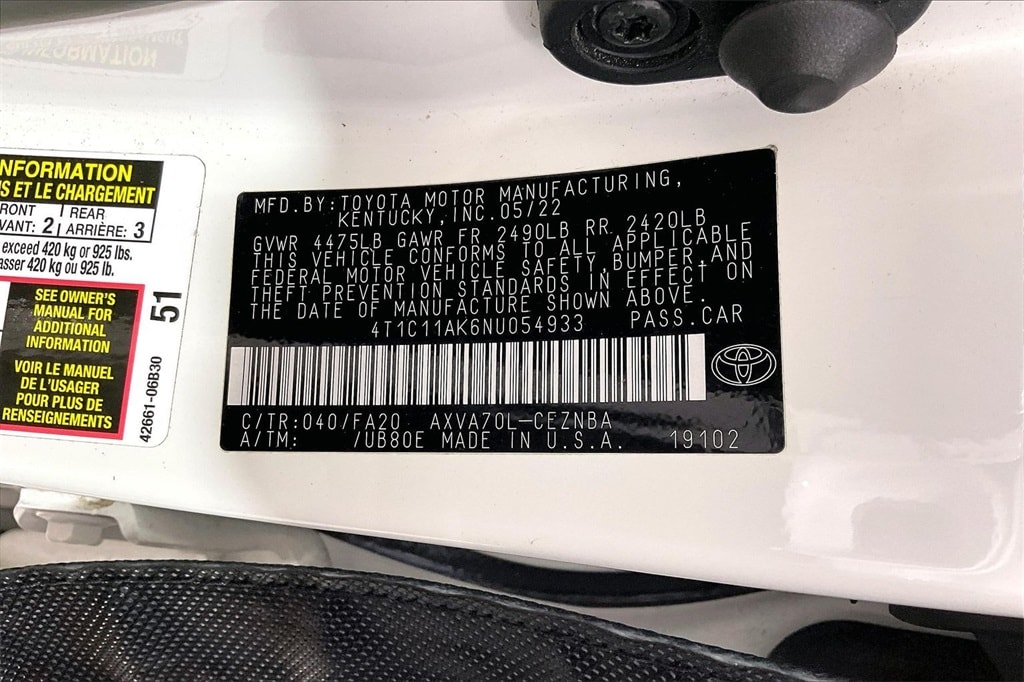 NFORMATION
S ET LE CHARGEMENT
FRONT
VANT: 2
REAR
ARRIÈRE: 3
exceed 420 kg or 925 lbs.
asser 420 kg ou 925 lb.
SEE OWNER'S
MANUAL FOR
ADDITIONAL
INFORMATION
VOIR LE MANUEL
DE L'USAGER
POUR PLUS DE
RENSEIGNEMENTS
51
42661-06B30
MFD.BY:TOYOTA MOTOR MANUFACTURING,
KENTUCKY,INC.05/22
GVWR 4475LB GAWR FR 2490LB RR 2420LB
THIS VEHICLE CONFORMS TO ALL APPLICABLE
FEDERAL MOTOR VEHICLE SAFETY,BUMPER,AND
THEFT PREVENTION STANDARDS IN EFFECT ON
THE DATE OF MANUFACTURE SHOWN ABOVE.
4T1C11AK6NU054933 PASS.CAR
C/TR:040/FA20 AXVA70L-CEZNBA
A/TM: /UB80E MADE IN U.S.A. 19102